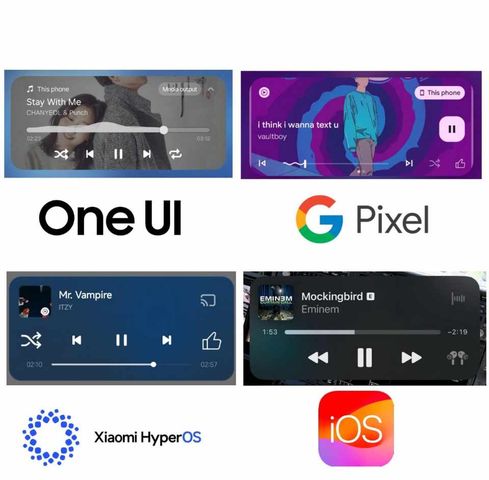 This phone
Media output
Stay With Me
CHANYEOL & Punch
02:23
03:12
One UI
This phone
i think i wanna text u
vaultboy
G Pixel
Mr. Vampire
ITZY
02:10
02:57
Xiaomi HyperOS
EMINEM
Mockingbird E
Eminem
1:53
-2:19
iOS